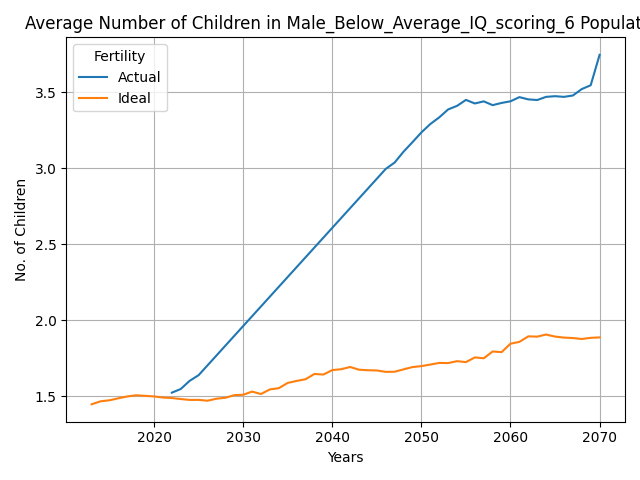 Average Number of Children in Male_Below_Average_IQ_scoring_6 Populat
Fertility
Actual
Ideal
No. of Children
3.5
3.0
2.5
2.0
1.5
2020 2030 2040 2050 2060 2070
Years